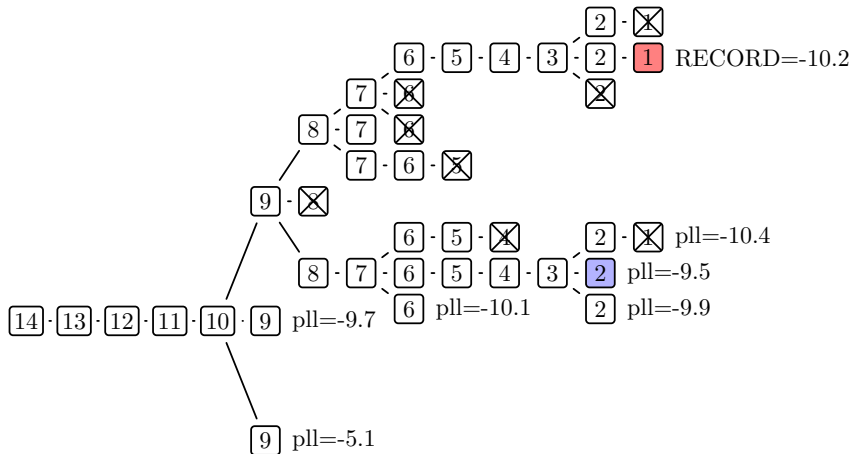 2 1
6 5 4 3 2 1 RECORD=-10.2
7 6 2
8 7 6
7 6 5
9 8
6 5 4 2 1 pll=-10.4
8 7 6 5 4 3 2 pll=-9.5
6 pll=-10.1 2 pll=-9.9
14 13 12 11 10 9 pll=-9.7
9 pll=-5.1